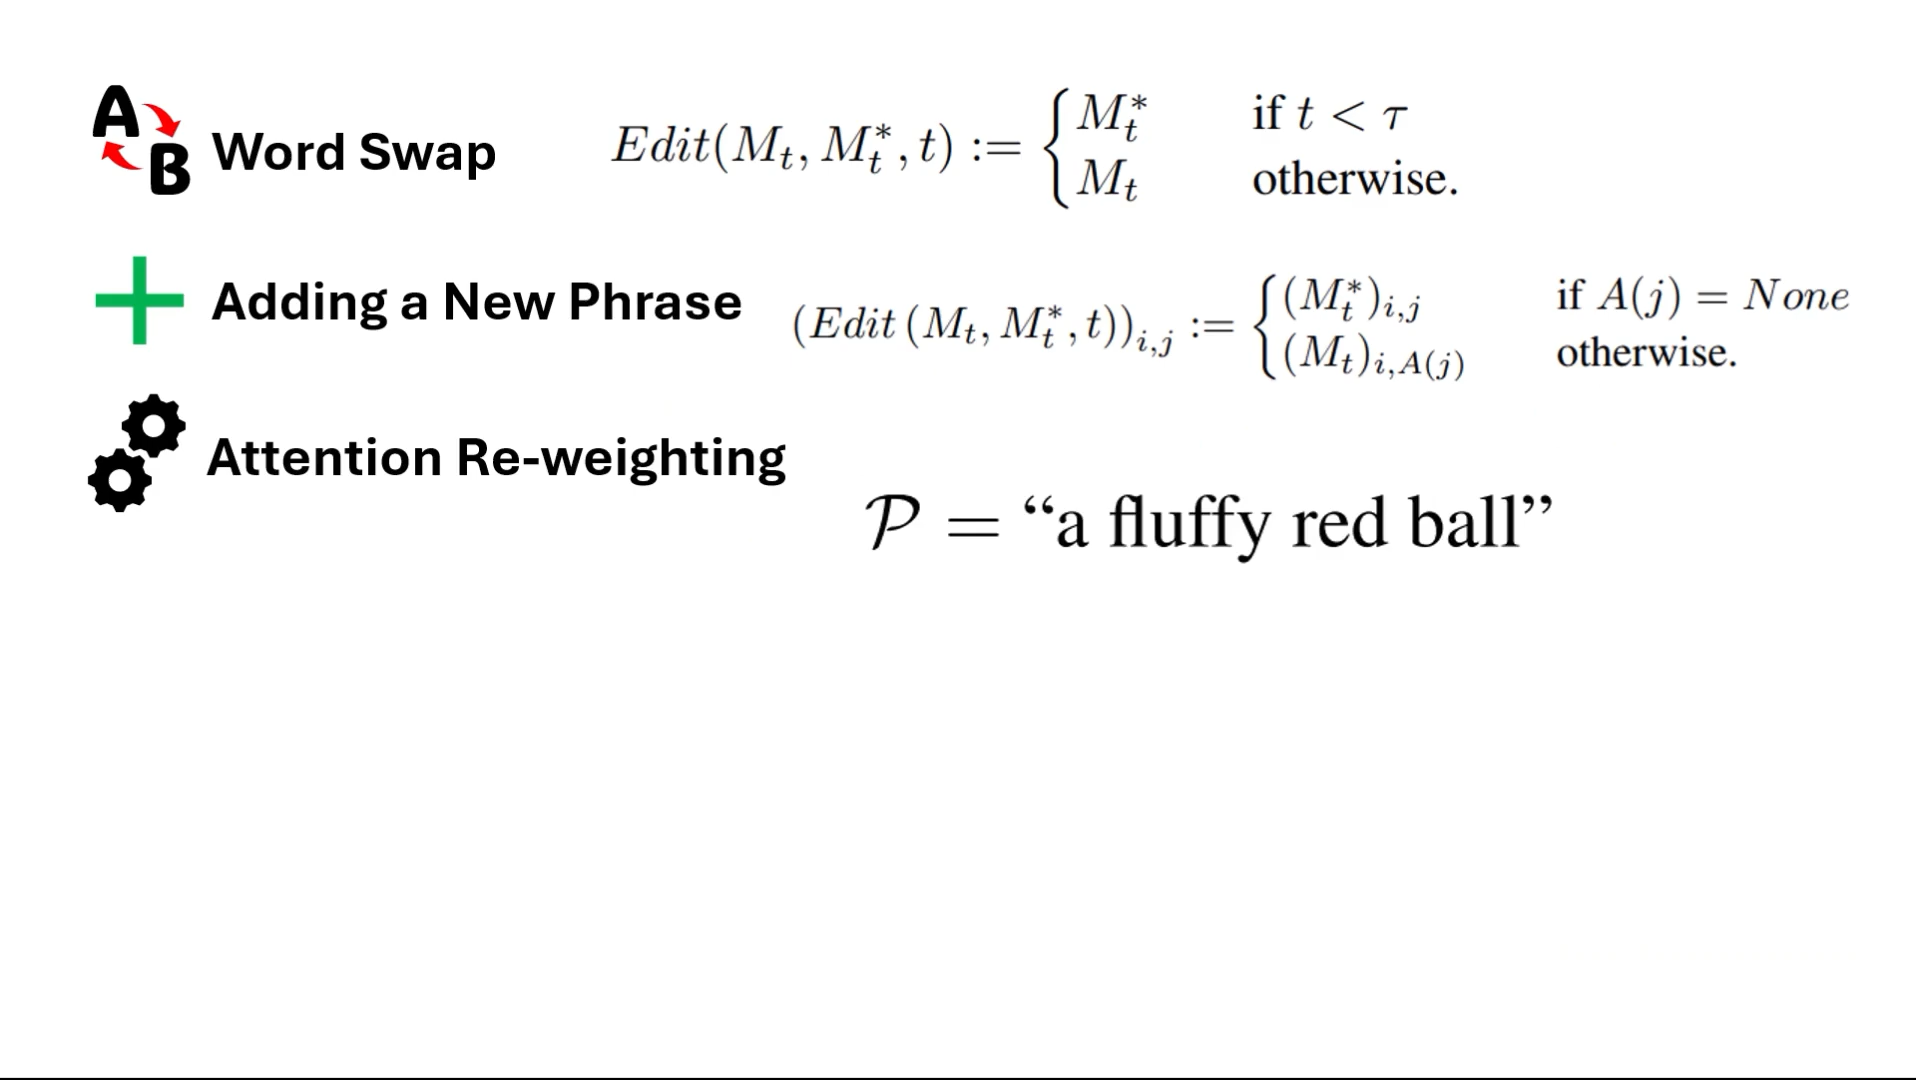 A
B
Word Swap
Edit(M_t, M_t^*, t) := { M_t^* if t < τ
M_t otherwise.
Adding a New Phrase
(Edit (M_t, M_t^*, t))_{i,j} := { (M_t^*)_{i,j} if A(j) = None
(M_t)_{i,A(j)} otherwise.
Attention Re-weighting
𝒫 = “a fluffy red ball”